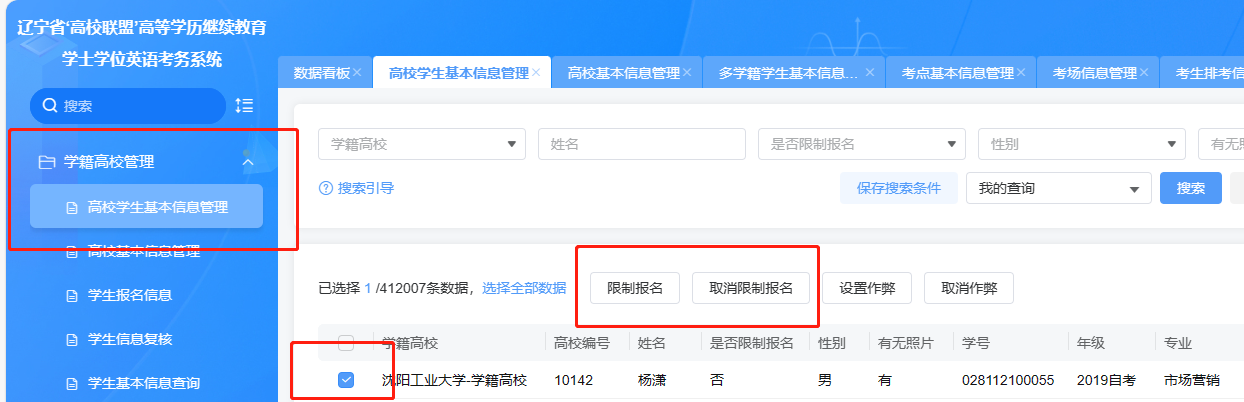 辽宁省'高校联盟'高等学历继续教育
学士学位英语考务系统
搜索
学籍高校管理
高校学生基本信息管理
高校基本信息管理
学生报名信息
学生信息复核
学生基本信息查询
数据看板 高校学生基本信息管理 高校基本信息管理 多学籍学生基本信息... 考点基本信息管理 考场信息管理 考生排考信
学籍高校 姓名 是否限制报名 性别 有无照
搜索引导 保存搜索条件 我的查询 搜索
已选择 1 /412007条数据，选择全部数据 限制报名 取消限制报名 设置作弊 取消作弊
学籍高校 高校编号 姓名 是否限制报名 性别 有无照片 学号 年级 专业
沈阳工业大学-学籍高校 10142 杨潇 否 男 有 028112100055 2019自考 市场营销